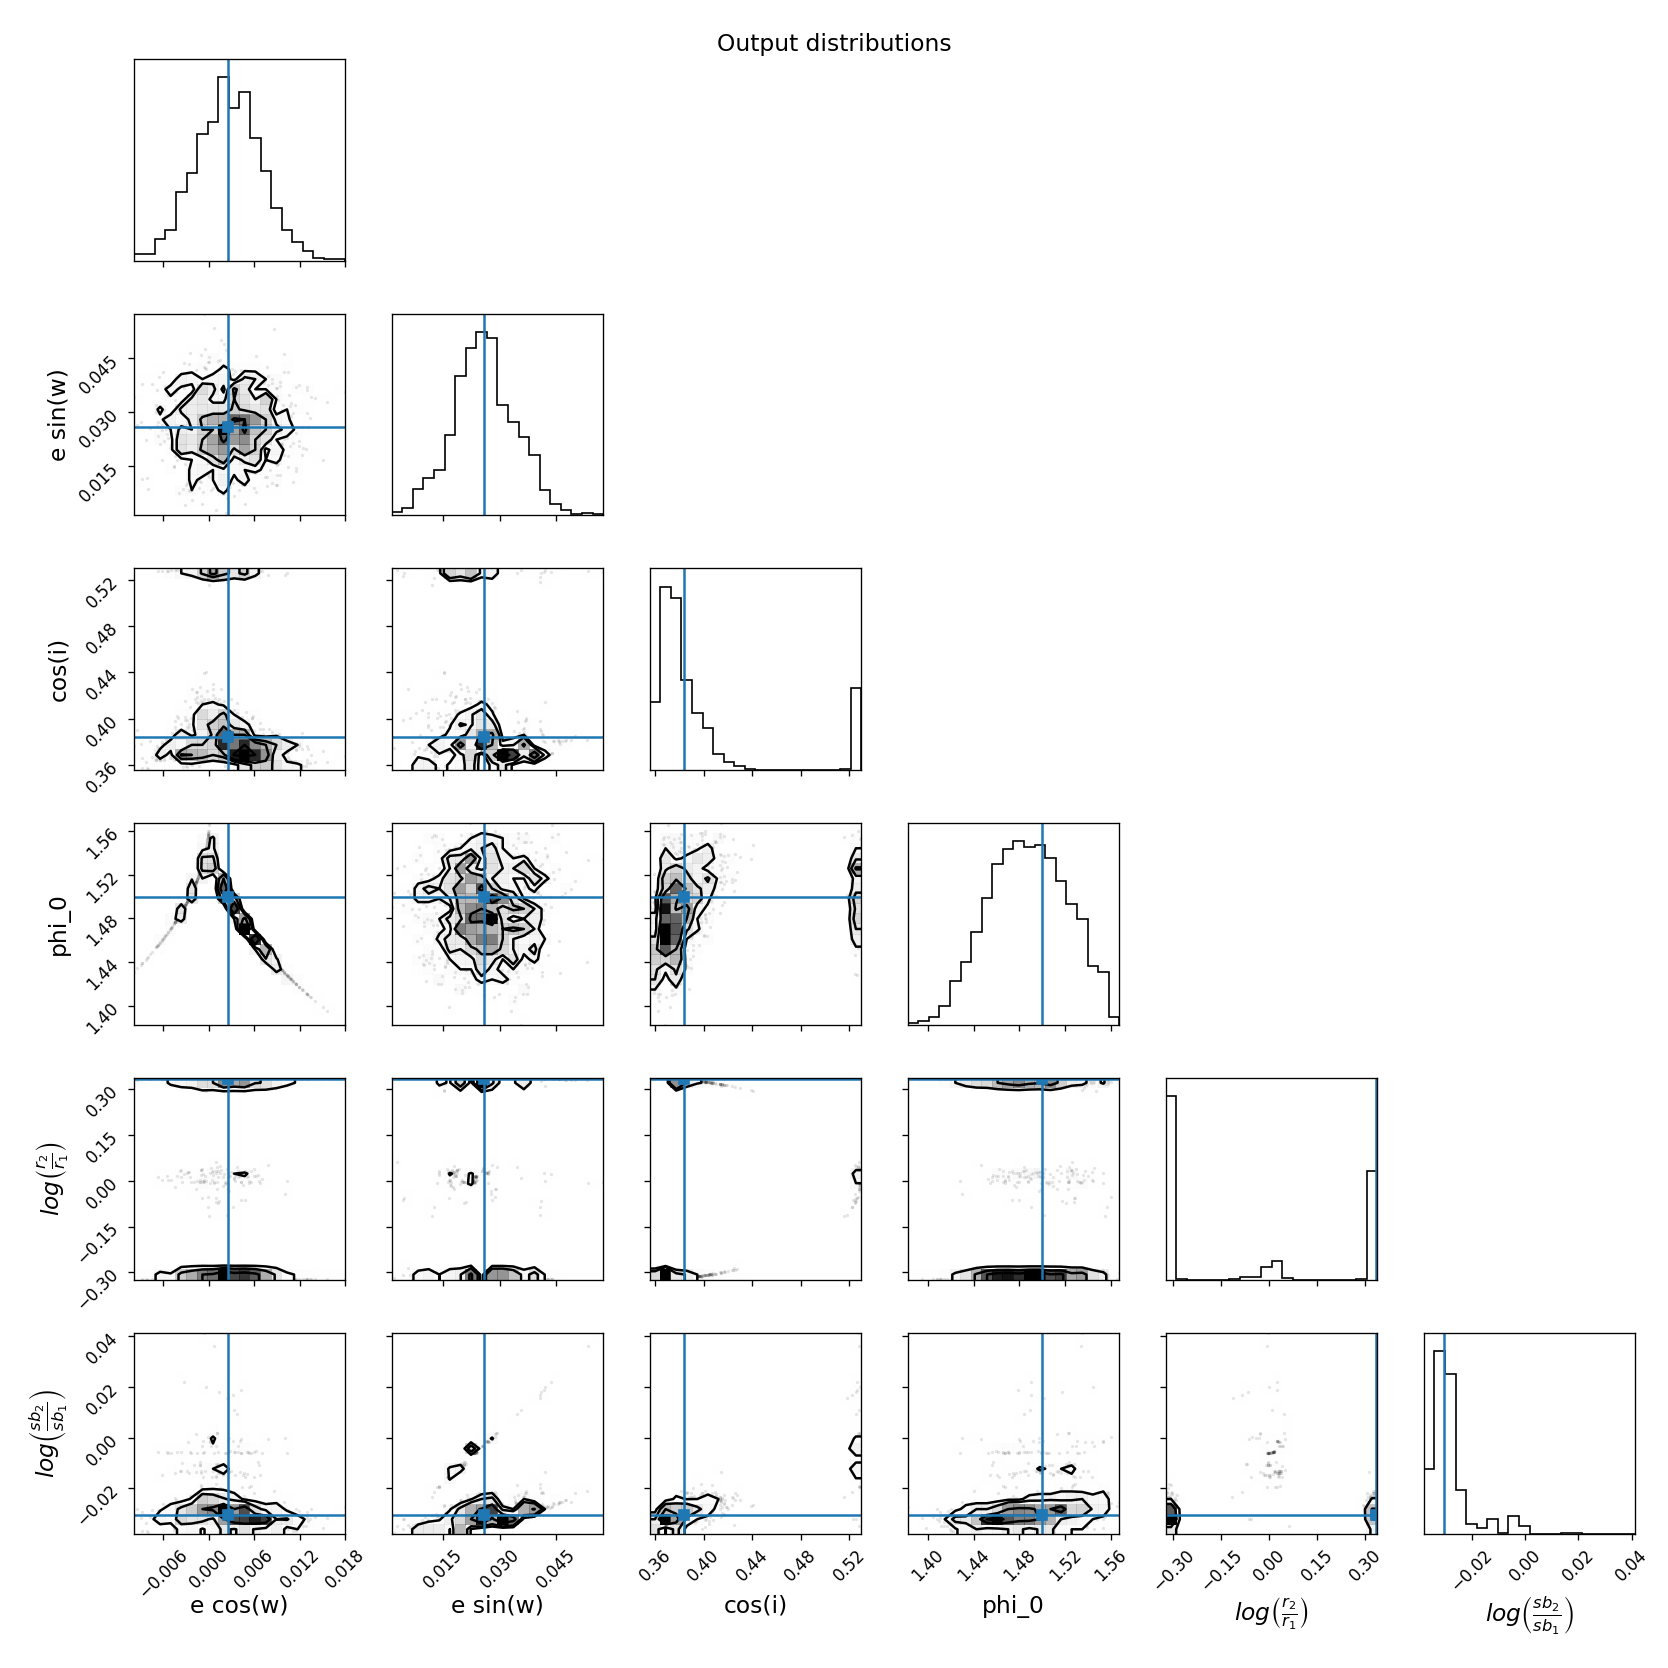 Output distributions
e sin(w)
0.045
0.030
0.015
cos(i)
0.52
0.48
0.44
0.40
0.36
phi_0
1.56
1.52
1.48
1.44
1.40
log(r₂/r₁)
0.30
0.15
0.00
−0.15
−0.30
log(sb₂/sb₁)
0.04
0.02
0.00
−0.02
−0.006 0.000 0.006 0.012 0.018 0.015 0.030 0.045 0.36 0.40 0.44 0.48 0.52 1.40 1.44 1.48 1.52 1.56 −0.30 −0.15 0.00 0.15 0.30 −0.02 0.00 0.02 0.04
e cos(w) e sin(w) cos(i) phi_0 log(r₂/r₁) log(sb₂/sb₁)